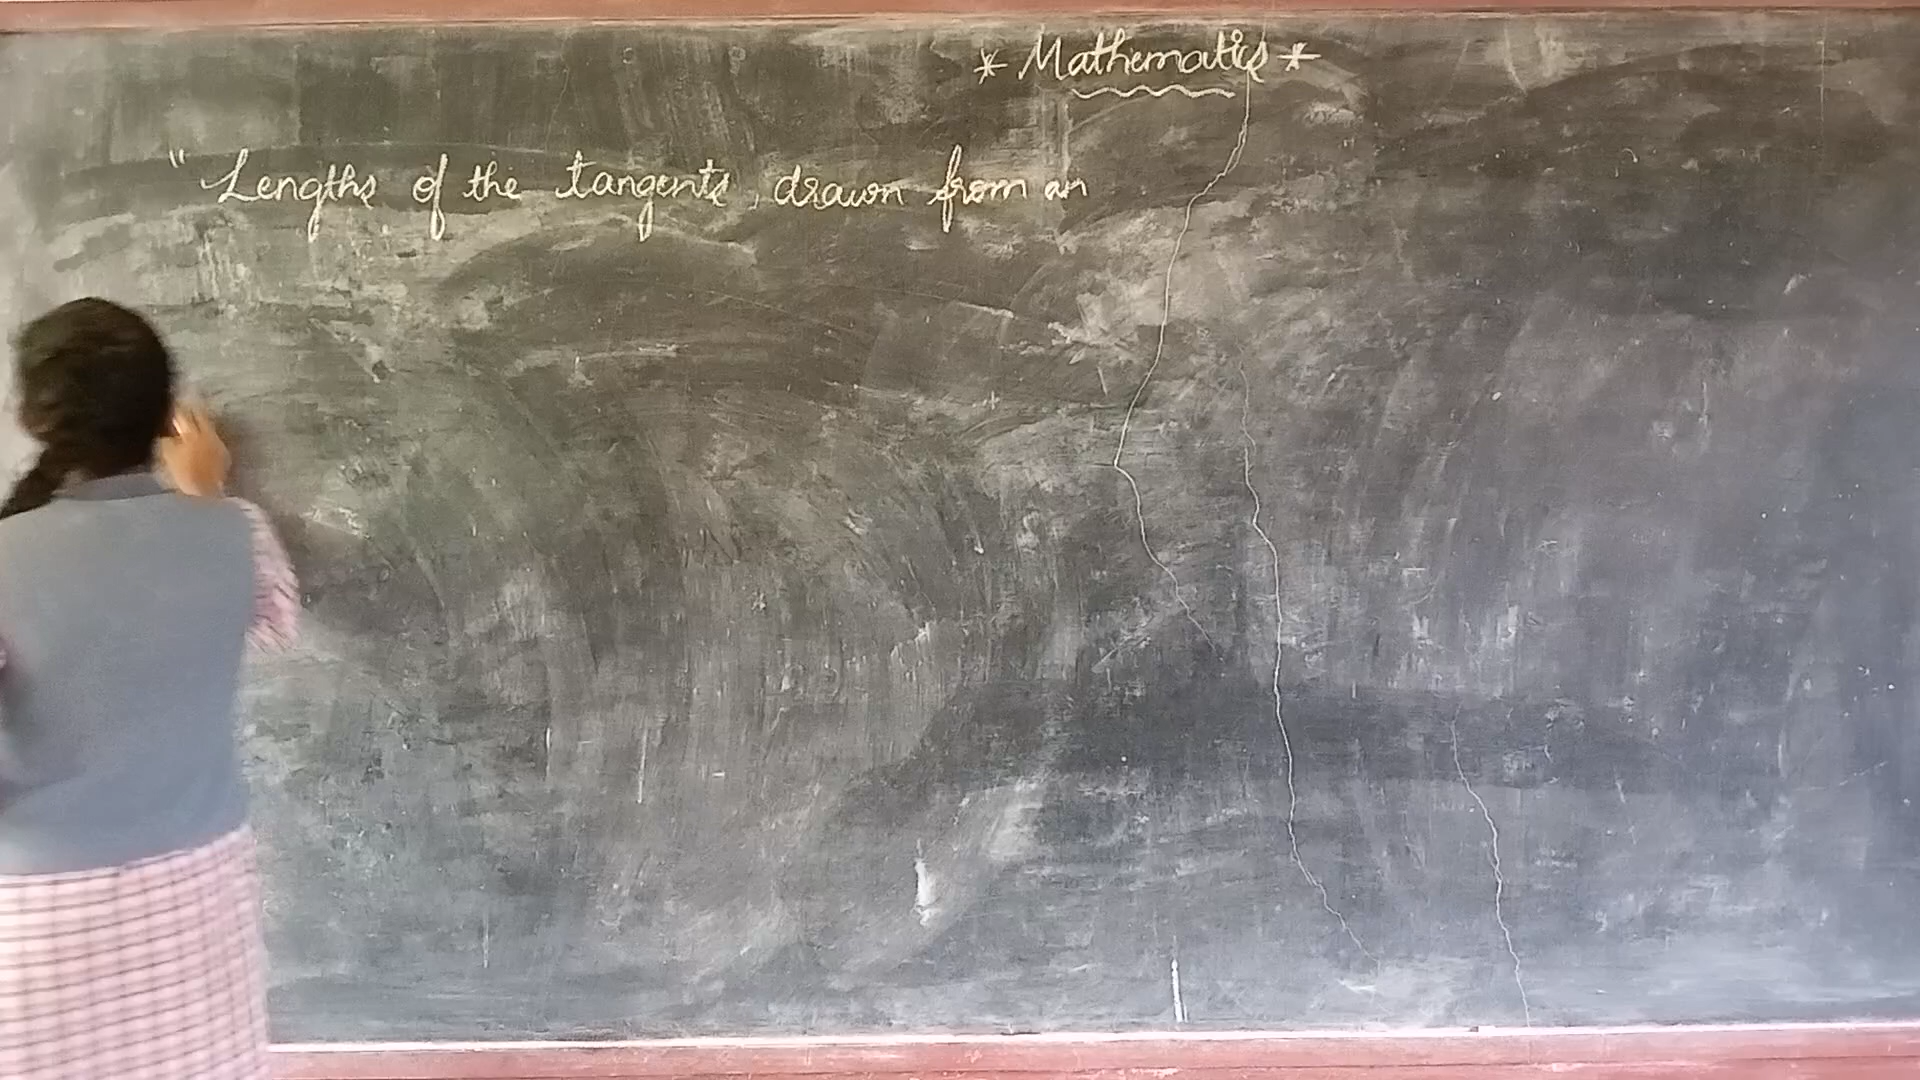 * Mathematics *
" Lengths of the tangents, drawn from an